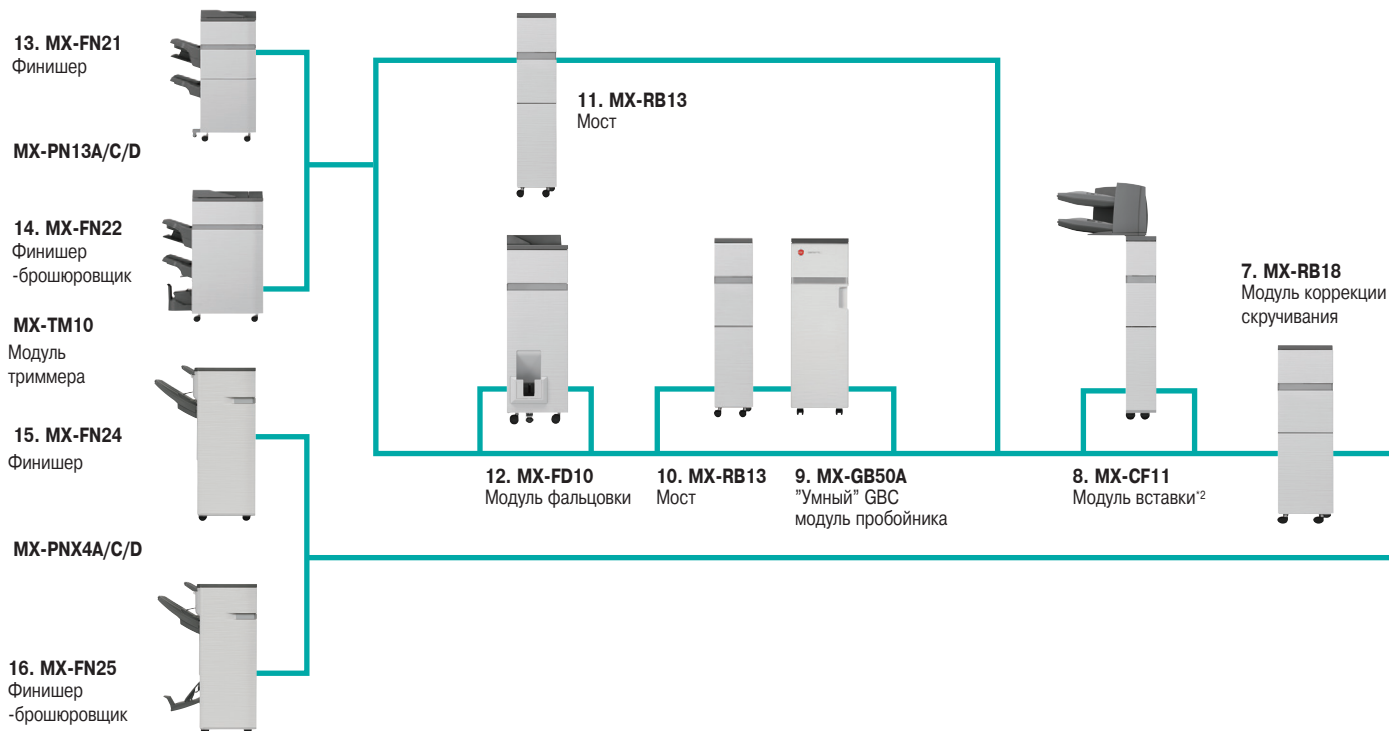 13. MX-FN21
Финишер
MX-PN13A/C/D
14. MX-FN22
Финишер
-брошюровщик
MX-TM10
Модуль
триммера
15. MX-FN24
Финишер
MX-PNX4A/C/D
16. MX-FN25
Финишер
-брошюровщик
11. MX-RB13
Мост
12. MX-FD10
Модуль фальцовки
10. MX-RB13
Мост
9. MX-GB50A
”Умный” GBC
модуль пробойника
8. MX-CF11
Модуль вставки*2
7. MX-RB18
Модуль коррекции
скручивания